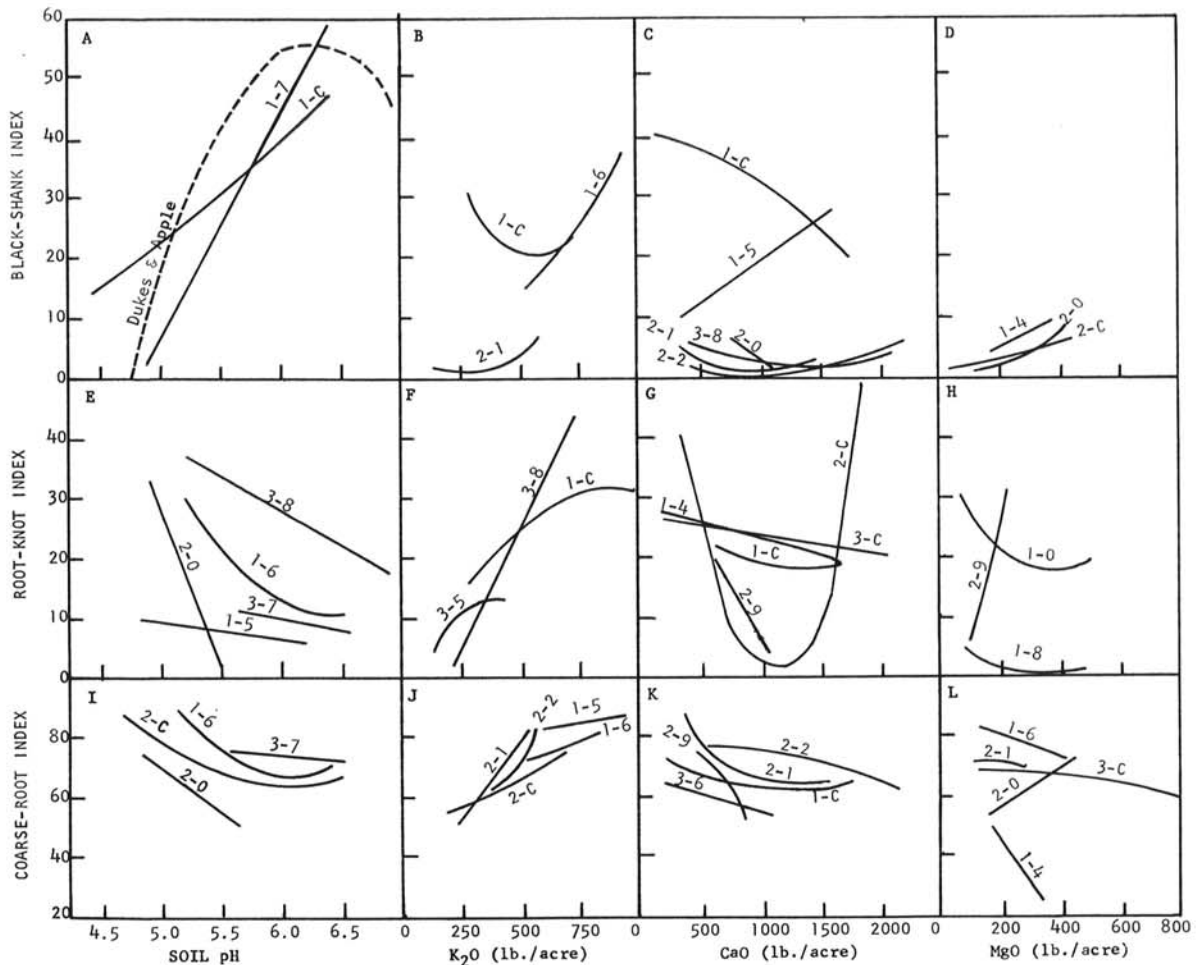 BLACK-SHANK INDEX
60
50
40
30
20
10
0
A
Dukes & Apple
1-7
1-C
B
1-C
1-6
2-1
C
1-C
1-5
2-1
3-8
2-0
2-2
D
1-4
2-0
2-C
ROOT-KNOT INDEX
40
30
20
10
0
E
3-8
2-0
1-6
3-7
1-5
F
3-8
1-C
3-5
G
2-C
1-4
3-C
1-C
2-9
H
1-0
2-9
1-8
COARSE-ROOT INDEX
80
60
40
20
I
2-C
1-6
3-7
2-0
J
2-2
1-5
1-6
2-1
2-C
K
2-9
2-2
2-1
3-6
1-C
L
1-6
2-1
3-C
2-0
1-4
4.5 5.0 5.5 6.0 6.5
SOIL pH
0 250 500 750
K2O (lb./acre)
0 500 1000 1500 2000
CaO (lb./acre)
0 200 400 600 800
MgO (lb./acre)